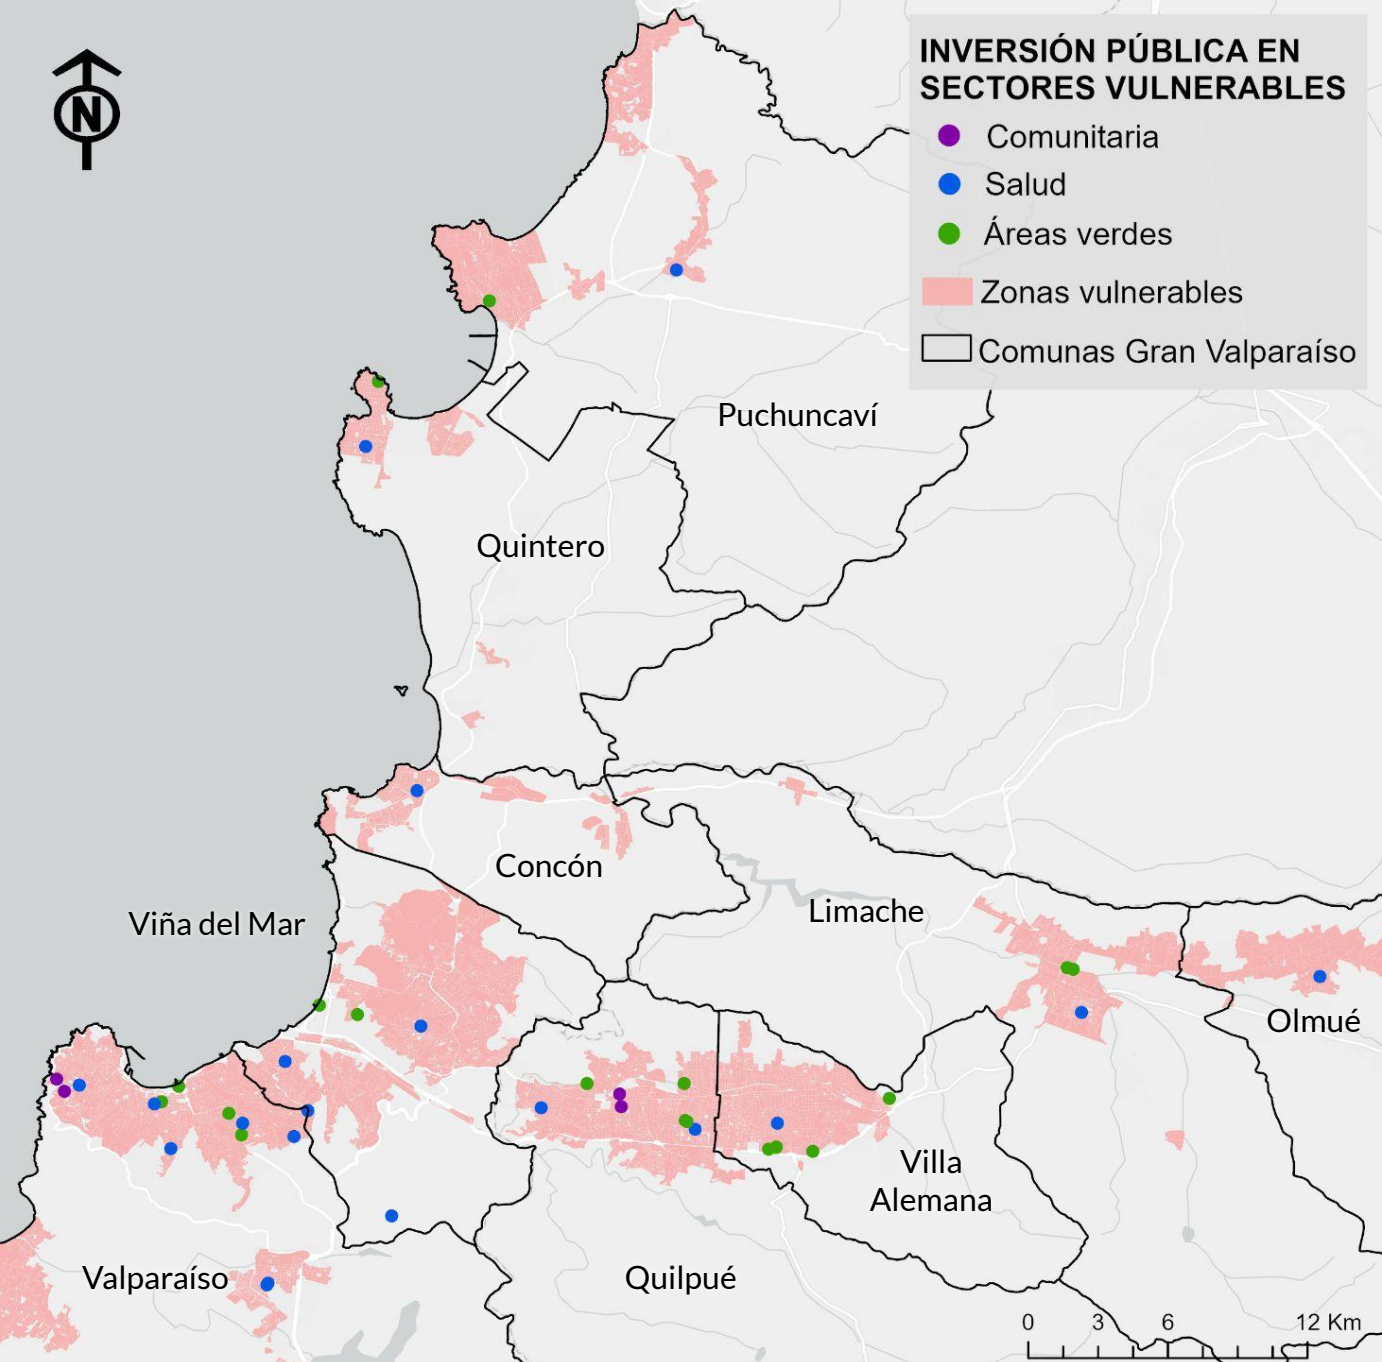 N
INVERSIÓN PÚBLICA EN
SECTORES VULNERABLES
Comunitaria
Salud
Áreas verdes
Zonas vulnerables
Comunas Gran Valparaíso
Puchuncaví
Quintero
Concón
Viña del Mar
Limache
Olmué
Villa
Alemana
Valparaíso
Quilpué
0 3 6 12 Km